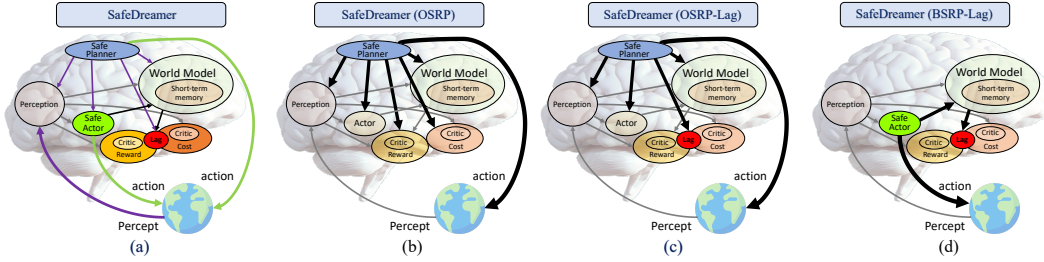 SafeDreamer
Safe
Planner
World Model
Short-term
memory
Perception
Safe
Actor
Critic
Reward
Lag
Critic
Cost
action
action
Percept
(a)
SafeDreamer (OSRP)
Safe
Planner
World Model
Short-term
memory
Perception
Actor
Critic
Reward
Critic
Cost
action
action
Percept
(b)
SafeDreamer (OSRP-Lag)
Safe
Planner
World Model
Short-term
memory
Perception
Actor
Critic
Reward
Lag
Critic
Cost
action
action
Percept
(c)
SafeDreamer (BSRP-Lag)
World Model
Short-term
memory
Perception
Safe
Actor
Critic
Reward
Lag
Critic
Cost
action
Percept
(d)